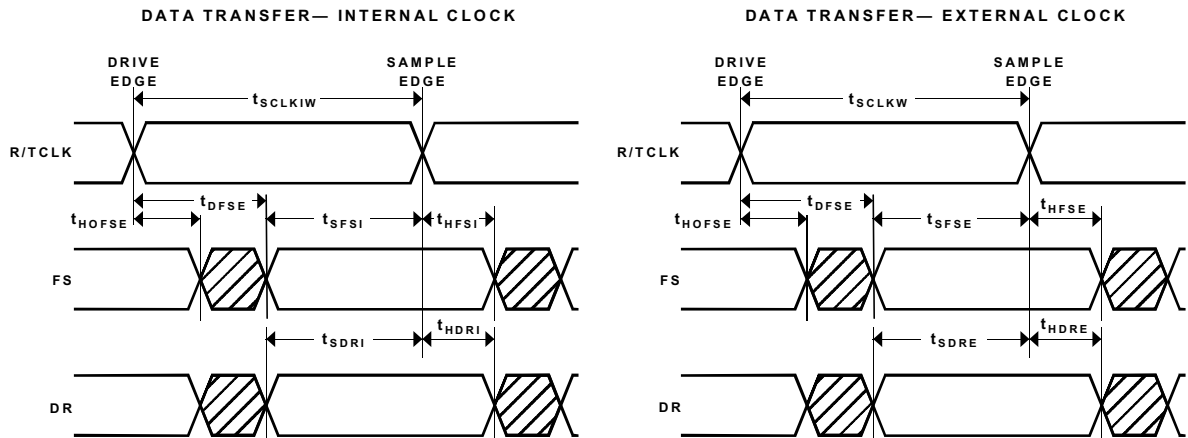 DATA TRANSFER— INTERNAL CLOCK
DRIVE
EDGE
SAMPLE
EDGE
tSCLKIW
R/TCLK
tDFSE
tHOFSE
tSFSI
tHFSI
FS
tSDRI
tHDRI
DR
DATA TRANSFER— EXTERNAL CLOCK
DRIVE
EDGE
SAMPLE
EDGE
tSCLKW
R/TCLK
tDFSE
tHOFSE
tSFSE
tHFSE
FS
tSDRE
tHDRE
DR